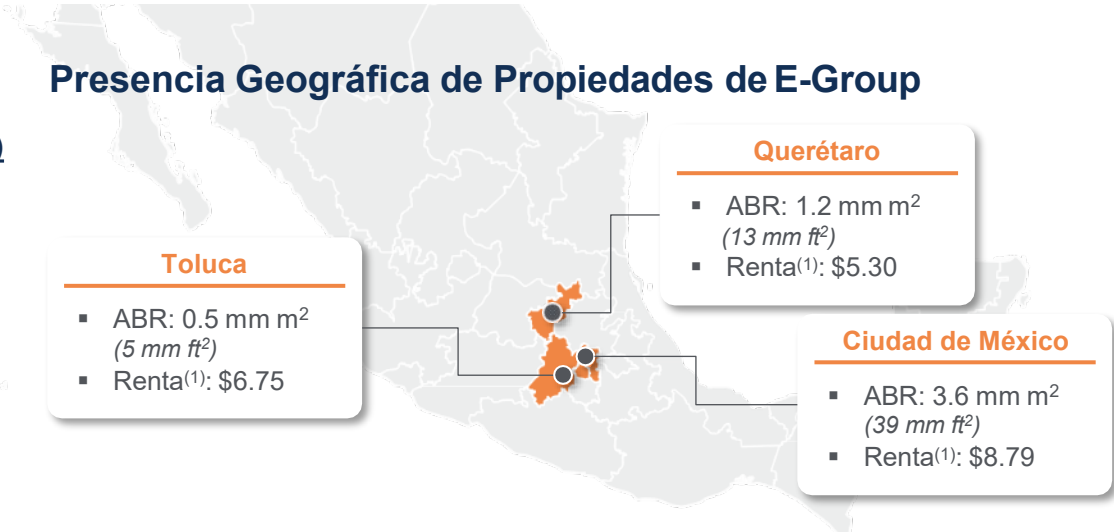 Presencia Geográfica de Propiedades de E-Group
)
Querétaro
▪ ABR: 1.2 mm m²
(13 mm ft²)
▪ Renta⁽¹⁾: $5.30
Toluca
▪ ABR: 0.5 mm m²
(5 mm ft²)
▪ Renta⁽¹⁾: $6.75
Ciudad de México
▪ ABR: 3.6 mm m²
(39 mm ft²)
▪ Renta⁽¹⁾: $8.79